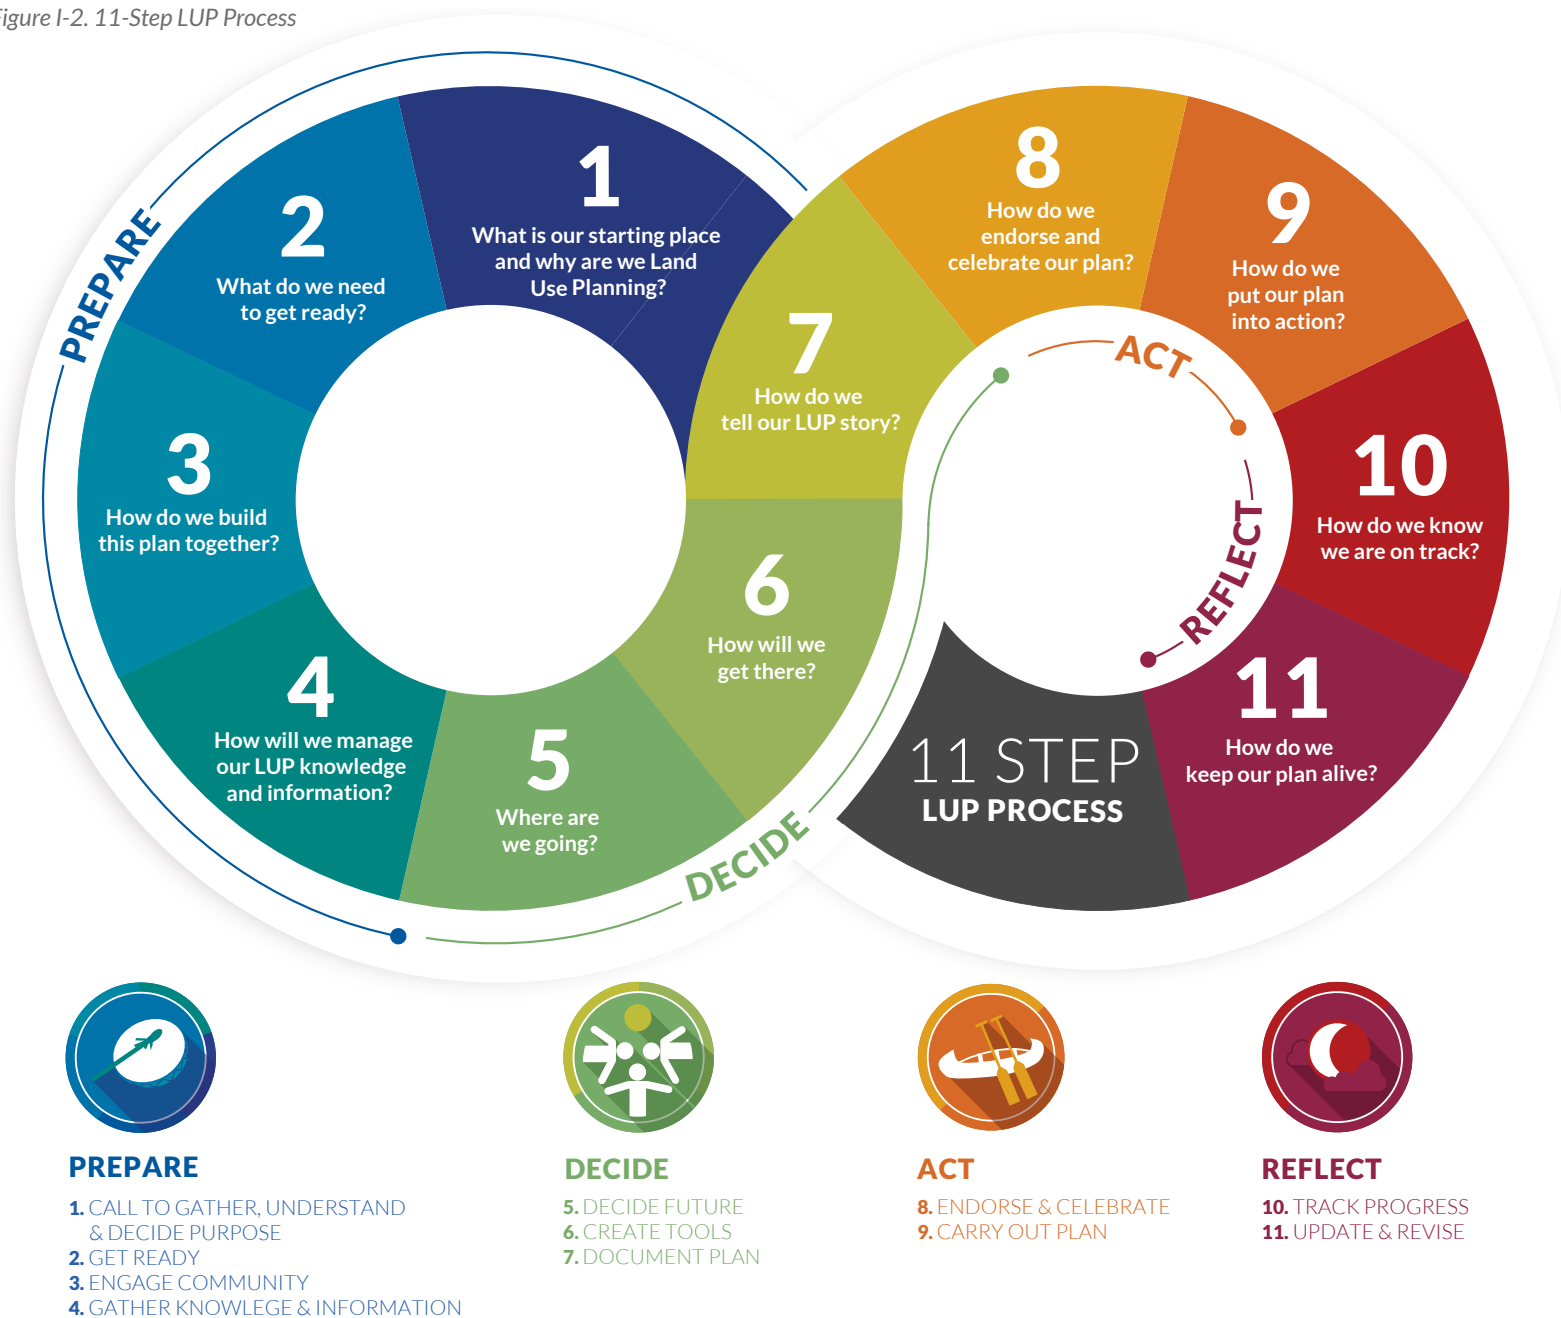 Figure I-2. 11-Step LUP Process
PREPARE
1
What is our starting place
and why are we Land
Use Planning?
2
What do we need
to get ready?
3
How do we build
this plan together?
4
How will we manage
our LUP knowledge
and information?
5
Where are
we going?
DECIDE
6
How will we
get there?
7
How do we
tell our LUP story?
8
How do we
endorse and
celebrate our plan?
ACT
9
How do we
put our plan
into action?
10
How do we know
we are on track?
REFLECT
11
How do we
keep our plan alive?
11 STEP
LUP PROCESS
PREPARE
1. CALL TO GATHER, UNDERSTAND
& DECIDE PURPOSE
2. GET READY
3. ENGAGE COMMUNITY
4. GATHER KNOWLEGE & INFORMATION
DECIDE
5. DECIDE FUTURE
6. CREATE TOOLS
7. DOCUMENT PLAN
ACT
8. ENDORSE & CELEBRATE
9. CARRY OUT PLAN
REFLECT
10. TRACK PROGRESS
11. UPDATE & REVISE